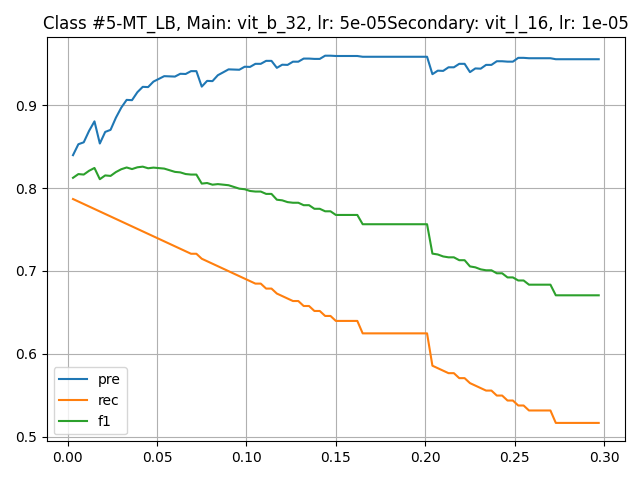 Class #5-MT_LB, Main: vit_b_32, lr: 5e-05Secondary: vit_l_16, lr: 1e-05
0.9
0.8
0.7
0.6
0.5
pre
rec
f1
0.00 0.05 0.10 0.15 0.20 0.25 0.30